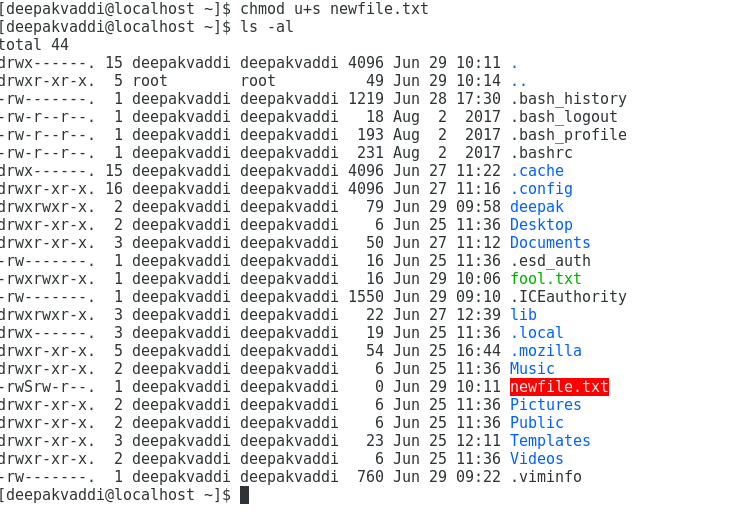 [deepakvaddi@localhost ~]$ chmod u+s newfile.txt
[deepakvaddi@localhost ~]$ ls -al
total 44
drwx------. 15 deepakvaddi deepakvaddi 4096 Jun 29 10:11 .
drwxr-xr-x.  5 root        root          49 Jun 29 10:14 ..
-rw-------.  1 deepakvaddi deepakvaddi 1219 Jun 28 17:30 .bash_history
-rw-r--r--.  1 deepakvaddi deepakvaddi   18 Aug  2  2017 .bash_logout
-rw-r--r--.  1 deepakvaddi deepakvaddi  193 Aug  2  2017 .bash_profile
-rw-r--r--.  1 deepakvaddi deepakvaddi  231 Aug  2  2017 .bashrc
drwx------. 15 deepakvaddi deepakvaddi 4096 Jun 27 11:22 .cache
drwxr-xr-x. 16 deepakvaddi deepakvaddi 4096 Jun 27 11:16 .config
drwxrwxr-x.  2 deepakvaddi deepakvaddi   79 Jun 29 09:58 deepak
drwxr-xr-x.  2 deepakvaddi deepakvaddi    6 Jun 25 11:36 Desktop
drwxr-xr-x.  3 deepakvaddi deepakvaddi   50 Jun 27 11:12 Documents
-rw-------.  1 deepakvaddi deepakvaddi   16 Jun 25 11:36 .esd_auth
-rwxrwxr-x.  1 deepakvaddi deepakvaddi   16 Jun 29 10:06 fool.txt
-rw-------.  1 deepakvaddi deepakvaddi 1550 Jun 29 09:10 .ICEauthority
drwxrwxr-x.  3 deepakvaddi deepakvaddi   22 Jun 27 12:39 lib
drwx------.  3 deepakvaddi deepakvaddi   19 Jun 25 11:36 .local
drwxr-xr-x.  5 deepakvaddi deepakvaddi   54 Jun 25 16:44 .mozilla
drwxr-xr-x.  2 deepakvaddi deepakvaddi    6 Jun 25 11:36 Music
-rwSrw-r--.  1 deepakvaddi deepakvaddi    0 Jun 29 10:11 newfile.txt
drwxr-xr-x.  2 deepakvaddi deepakvaddi    6 Jun 25 11:36 Pictures
drwxr-xr-x.  2 deepakvaddi deepakvaddi    6 Jun 25 11:36 Public
drwxr-xr-x.  3 deepakvaddi deepakvaddi   23 Jun 25 12:11 Templates
drwxr-xr-x.  2 deepakvaddi deepakvaddi    6 Jun 25 11:36 Videos
-rw-------.  1 deepakvaddi deepakvaddi  760 Jun 29 09:22 .viminfo
[deepakvaddi@localhost ~]$